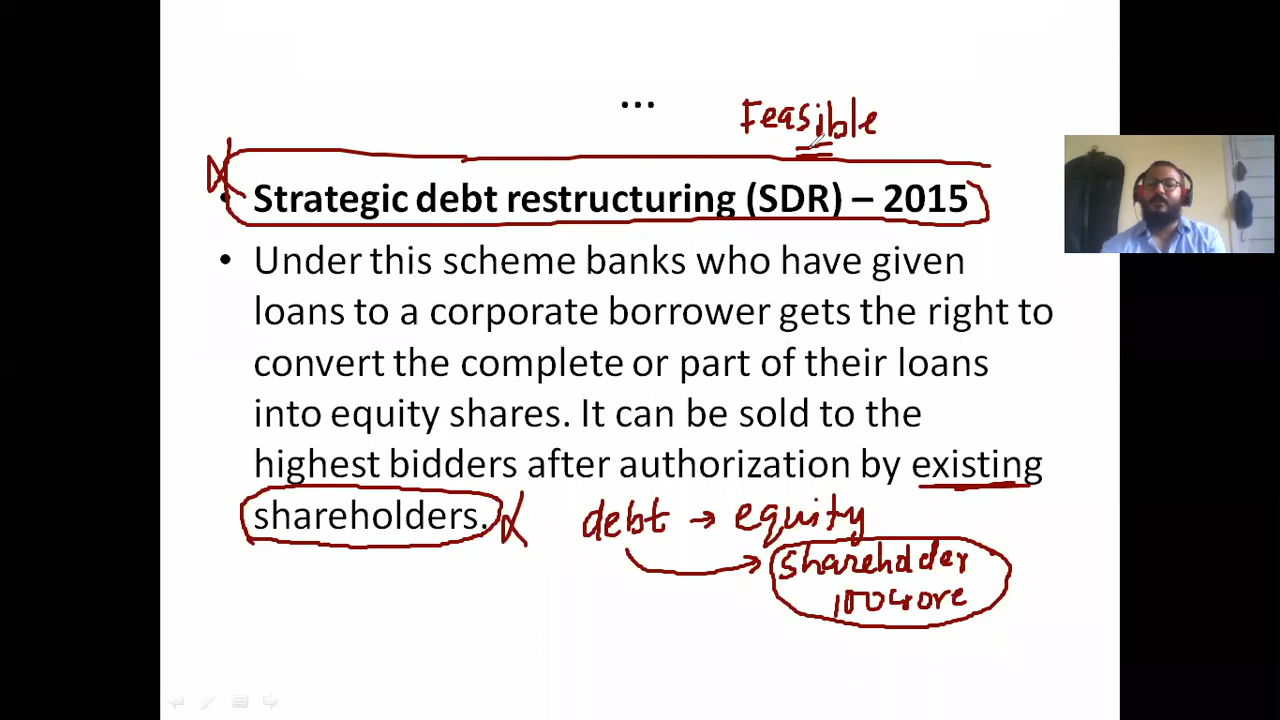 ...
Feasible
• Strategic debt restructuring (SDR) – 2015
• Under this scheme banks who have given
loans to a corporate borrower gets the right to
convert the complete or part of their loans
into equity shares. It can be sold to the
highest bidders after authorization by existing
shareholders.
debt → equity
shareholder
100 crore